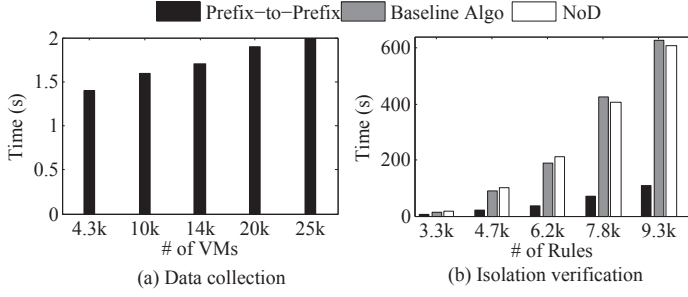 Prefix−to−Prefix Baseline Algo NoD
Time (s)
2
1.5
1
0.5
0
4.3k 10k 14k 20k 25k
# of VMs
(a) Data collection
Time (s)
600
400
200
0
3.3k 4.7k 6.2k 7.8k 9.3k
# of Rules
(b) Isolation verification